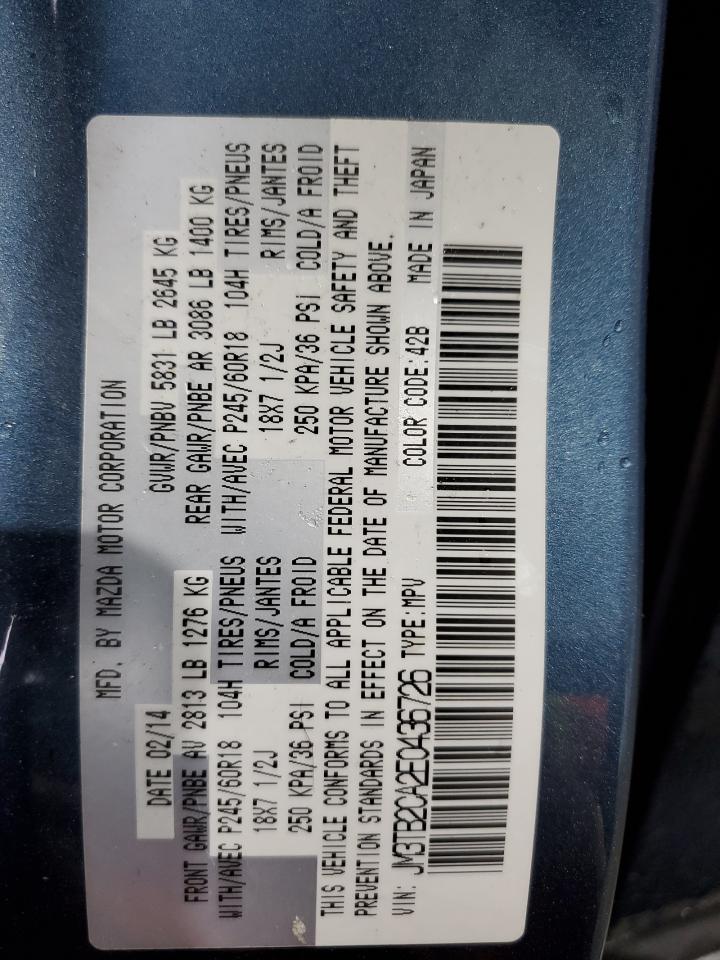 MFD. BY MAZDA MOTOR CORPORATION
DATE 02/14 GVWR/PNBV 5831 LB 2645 KG
FRONT GAWR/PNBE AV 2813 LB 1276 KG REAR GAWR/PNBE AR 3086 LB 1400 KG
WITH/AVEC P245/60R18 104H TIRES/PNEUS WITH/AVEC P245/60R18 104H TIRES/PNEUS
18X7 1/2J RIMS/JANTES 18X7 1/2J RIMS/JANTES
250 KPA/36 PSI COLD/A FROID 250 KPA/36 PSI COLD/A FROID
THIS VEHICLE CONFORMS TO ALL APPLICABLE FEDERAL MOTOR VEHICLE SAFETY AND THEFT
PREVENTION STANDARDS IN EFFECT ON THE DATE OF MANUFACTURE SHOWN ABOVE.
VIN: JM3TB2CA2E0436726 TYPE:MPV COLOR CODE:42B MADE IN JAPAN